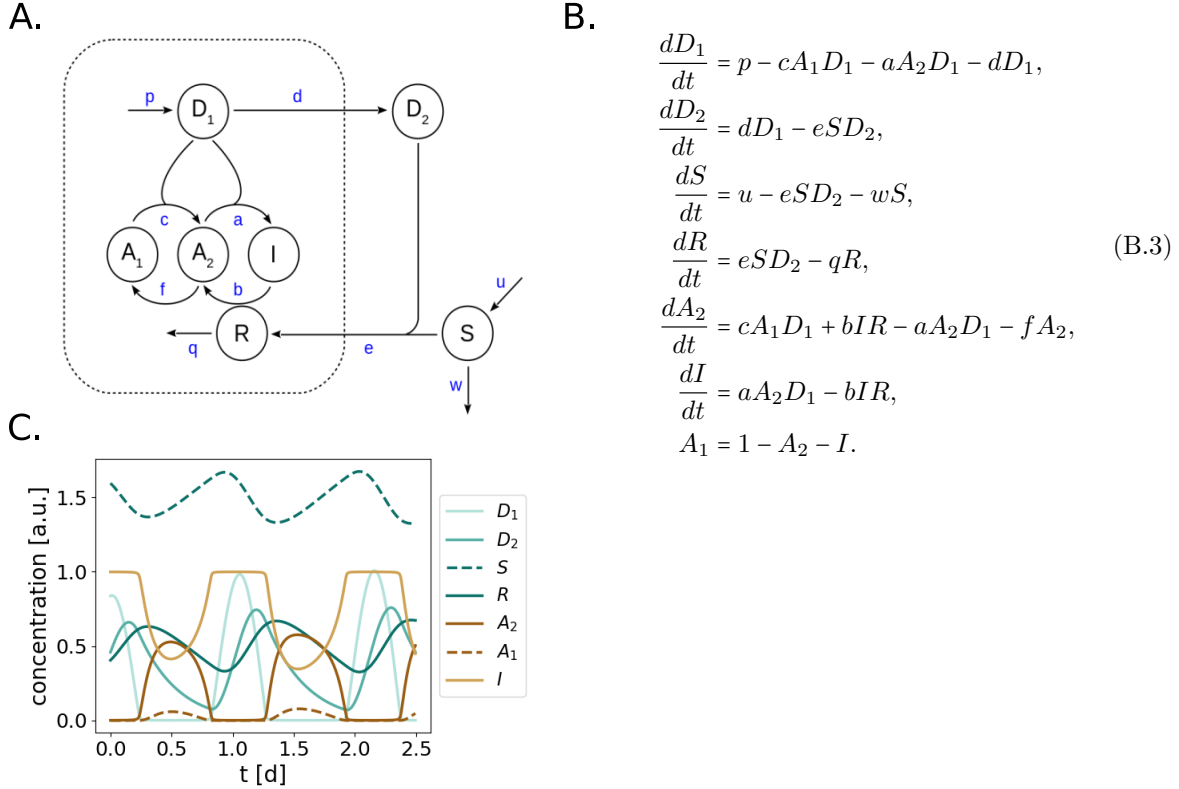 A.
p
D1
d
D2
c
a
A1
A2
I
f
b
u
R
S
q
e
w
B.
dD1/dt = p − cA1D1 − aA2D1 − dD1,
dD2/dt = dD1 − eSD2,
dS/dt = u − eSD2 − wS,
dR/dt = eSD2 − qR,
(B.3)
dA2/dt = cA1D1 + bIR − aA2D1 − fA2,
dI/dt = aA2D1 − bIR,
A1 = 1 − A2 − I.
C.
concentration [a.u.]
1.5
1.0
0.5
0.0
0.0 0.5 1.0 1.5 2.0 2.5
t [d]
D1
D2
S
R
A2
A1
I